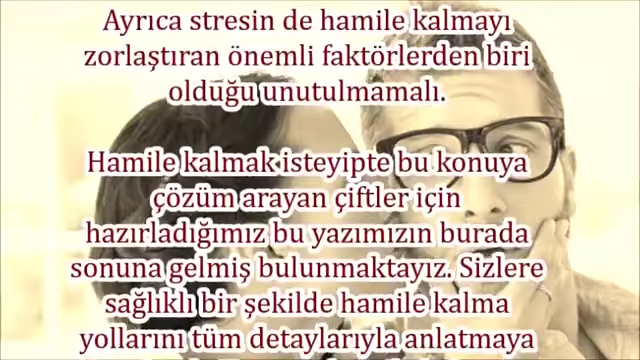 Ayrıca stresin de hamile kalmayı
zorlaştıran önemli faktörlerden biri
olduğu unutulmamalı.
Hamile kalmak isteyipte bu konuya
çözüm arayan çiftler için
hazırladığımız bu yazımızın burada
sonuna gelmiş bulunmaktayız. Sizlere
sağlıklı bir şekilde hamile kalma
yollarını tüm detaylarıyla anlatmaya